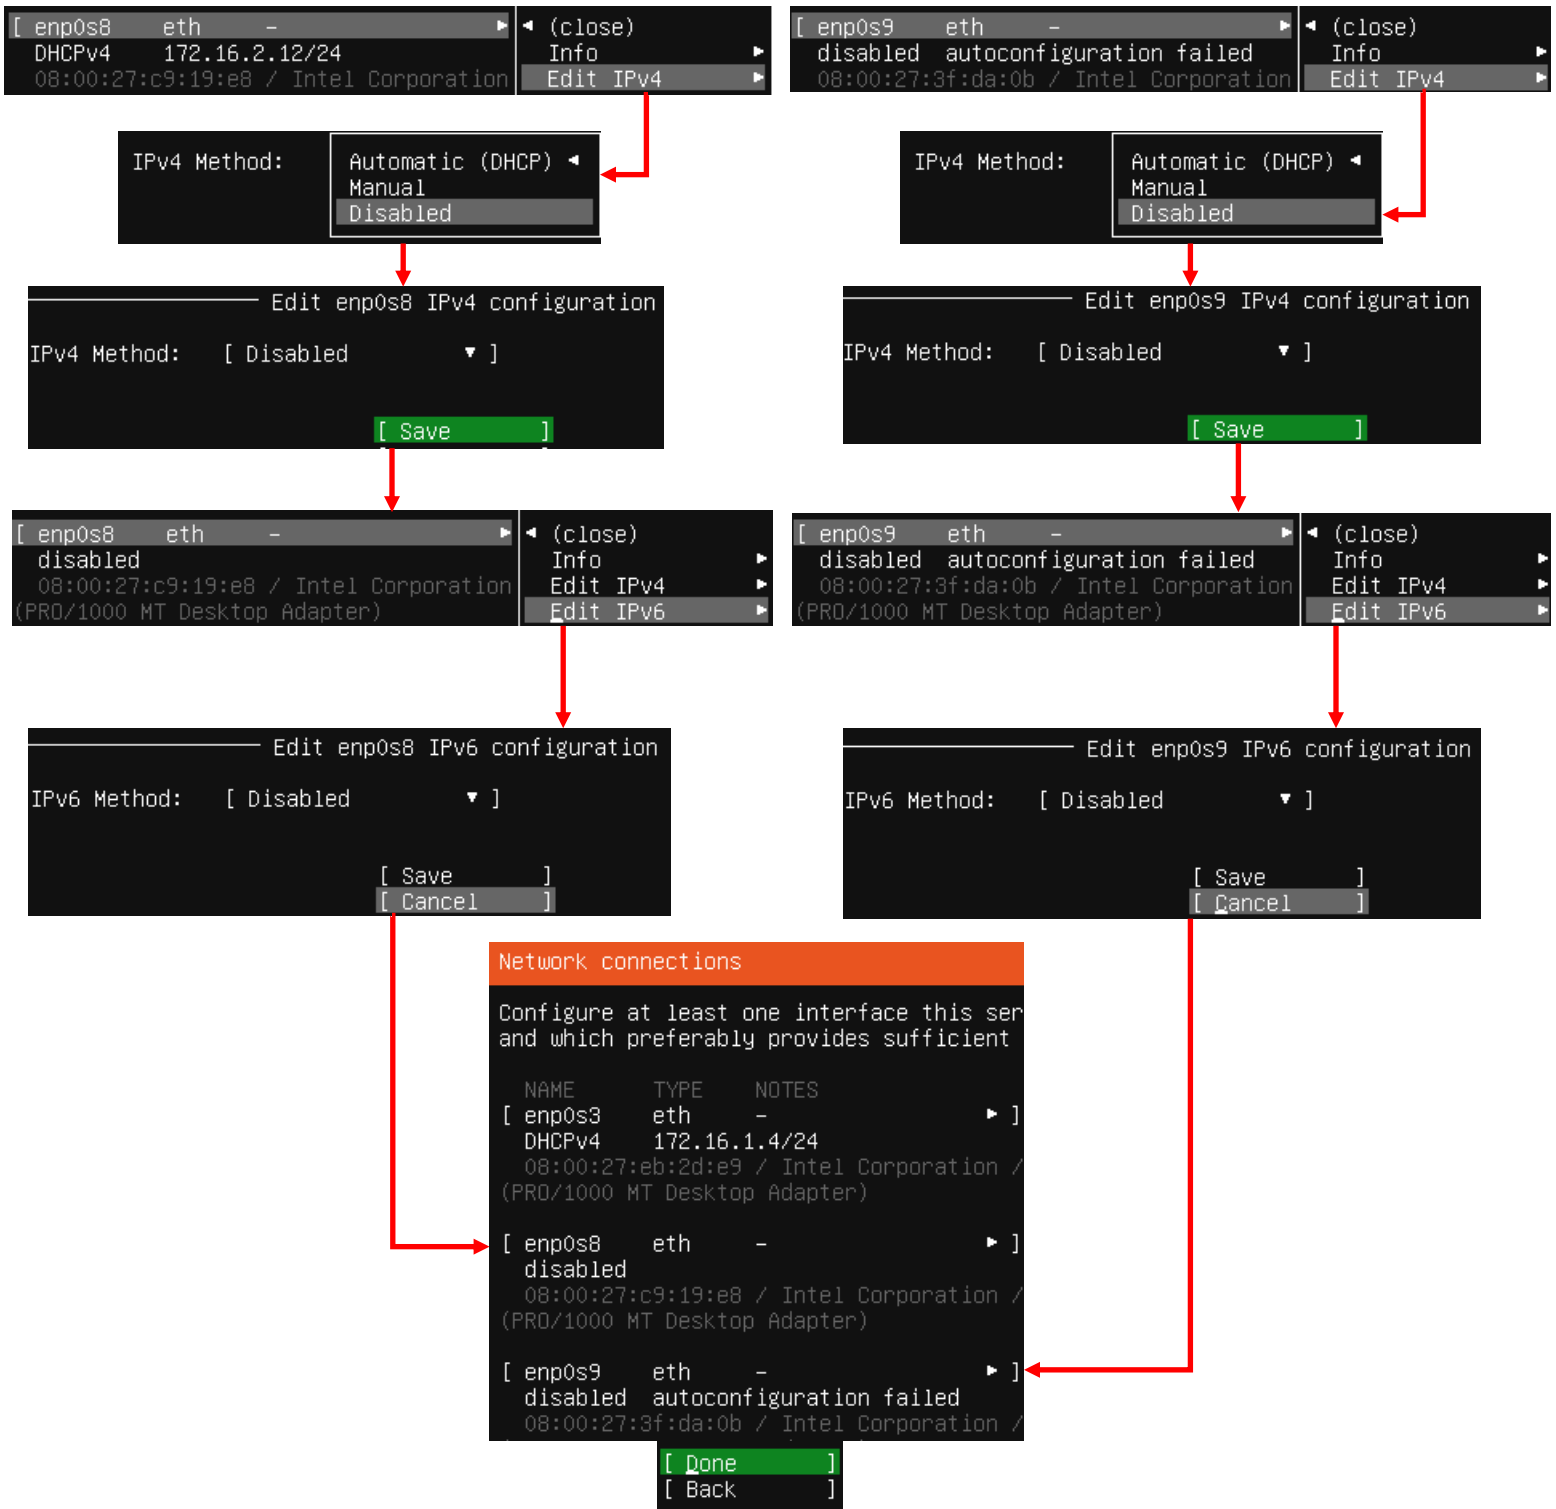 [ enp0s8 eth - ▸
DHCPv4 172.16.2.12/24
08:00:27:c9:19:e8 / Intel Corporation
◂ (close)
Info ▸
Edit IPv4 ▸
IPv4 Method:
Automatic (DHCP) ◂
Manual
Disabled
Edit enp0s8 IPv4 configuration
IPv4 Method: [ Disabled ▾ ]
[ Save ]
[ enp0s8 eth - ▸
disabled
08:00:27:c9:19:e8 / Intel Corporation
(PRO/1000 MT Desktop Adapter)
◂ (close)
Info ▸
Edit IPv4 ▸
Edit IPv6 ▸
Edit enp0s8 IPv6 configuration
IPv6 Method: [ Disabled ▾ ]
[ Save ]
[ Cancel ]
[ enp0s9 eth - ▸
disabled autoconfiguration failed
08:00:27:3f:da:0b / Intel Corporation
◂ (close)
Info ▸
Edit IPv4 ▸
IPv4 Method:
Automatic (DHCP) ◂
Manual
Disabled
Edit enp0s9 IPv4 configuration
IPv4 Method: [ Disabled ▾ ]
[ Save ]
[ enp0s9 eth - ▸
disabled autoconfiguration failed
08:00:27:3f:da:0b / Intel Corporation
(PRO/1000 MT Desktop Adapter)
◂ (close)
Info ▸
Edit IPv4 ▸
Edit IPv6 ▸
Edit enp0s9 IPv6 configuration
IPv6 Method: [ Disabled ▾ ]
[ Save ]
[ Cancel ]
Network connections
Configure at least one interface this ser
and which preferably provides sufficient
NAME TYPE NOTES
[ enp0s3 eth - ▸ ]
DHCPv4 172.16.1.4/24
08:00:27:eb:2d:e9 / Intel Corporation /
(PRO/1000 MT Desktop Adapter)
[ enp0s8 eth - ▸ ]
disabled
08:00:27:c9:19:e8 / Intel Corporation /
(PRO/1000 MT Desktop Adapter)
[ enp0s9 eth - ▸ ]
disabled autoconfiguration failed
08:00:27:3f:da:0b / Intel Corporation /
[ Done ]
[ Back ]